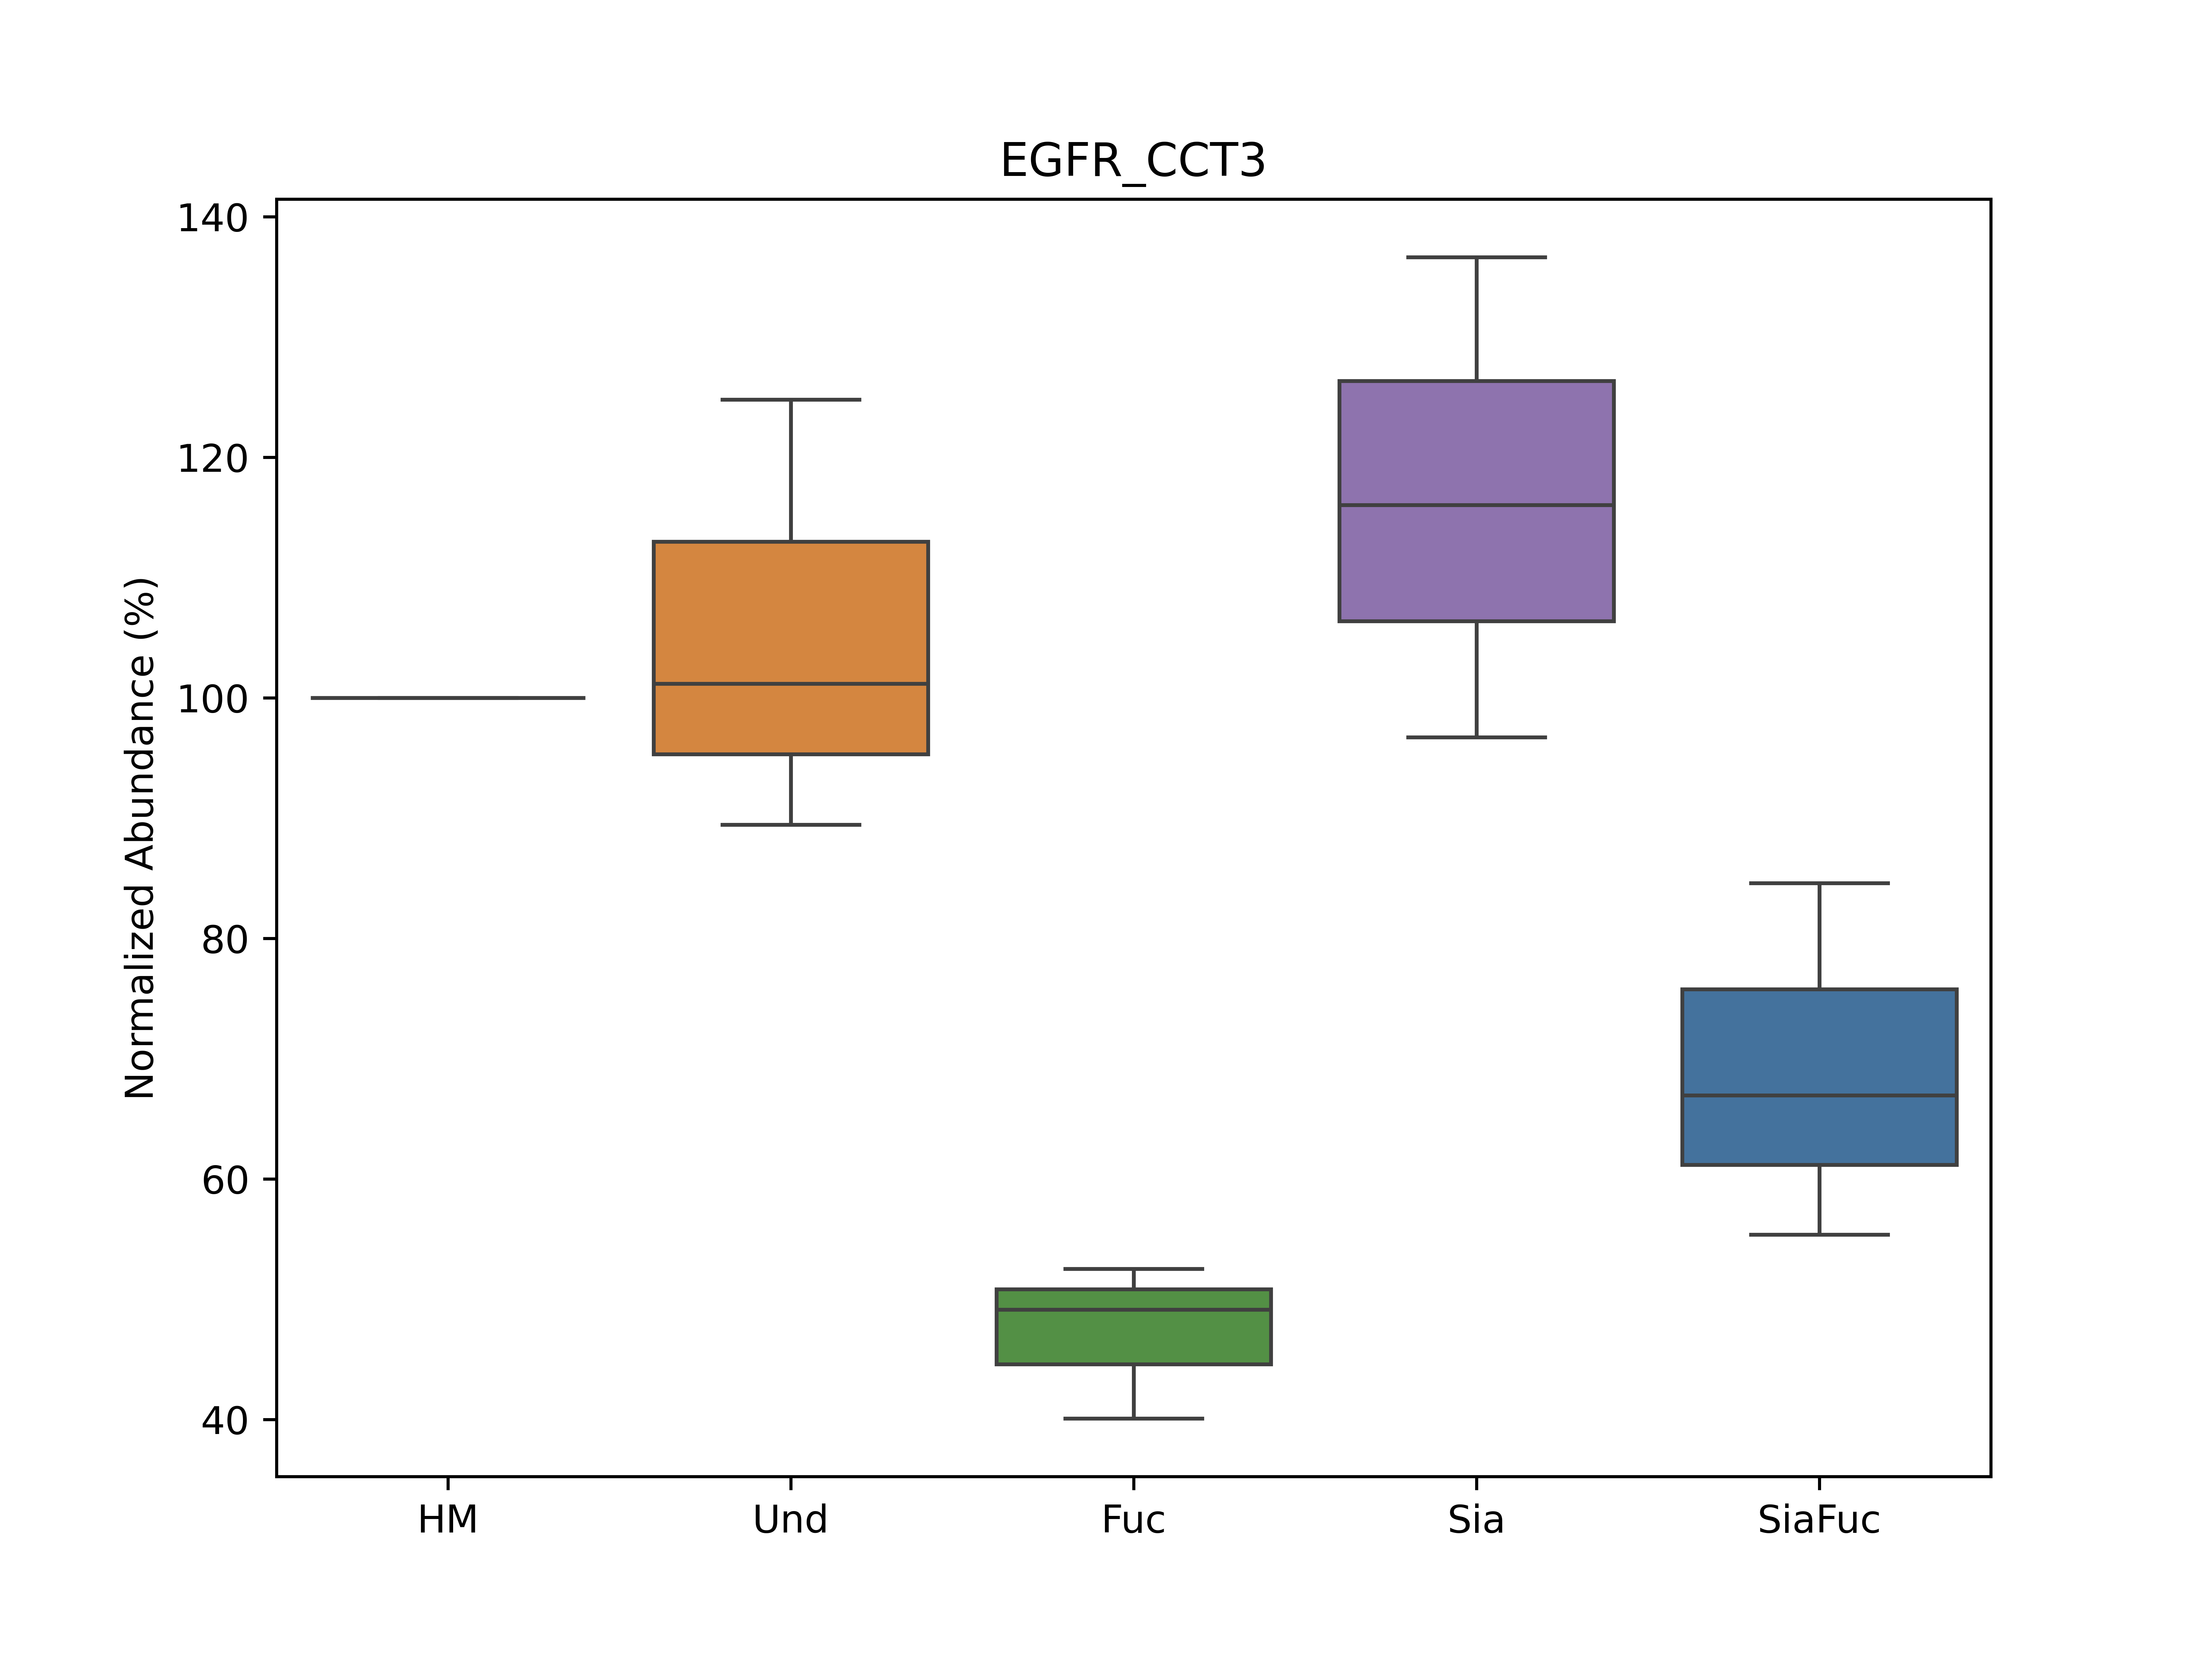 EGFR_CCT3
Normalized Abundance (%)
140
120
100
80
60
40
HM
Und
Fuc
Sia
SiaFuc